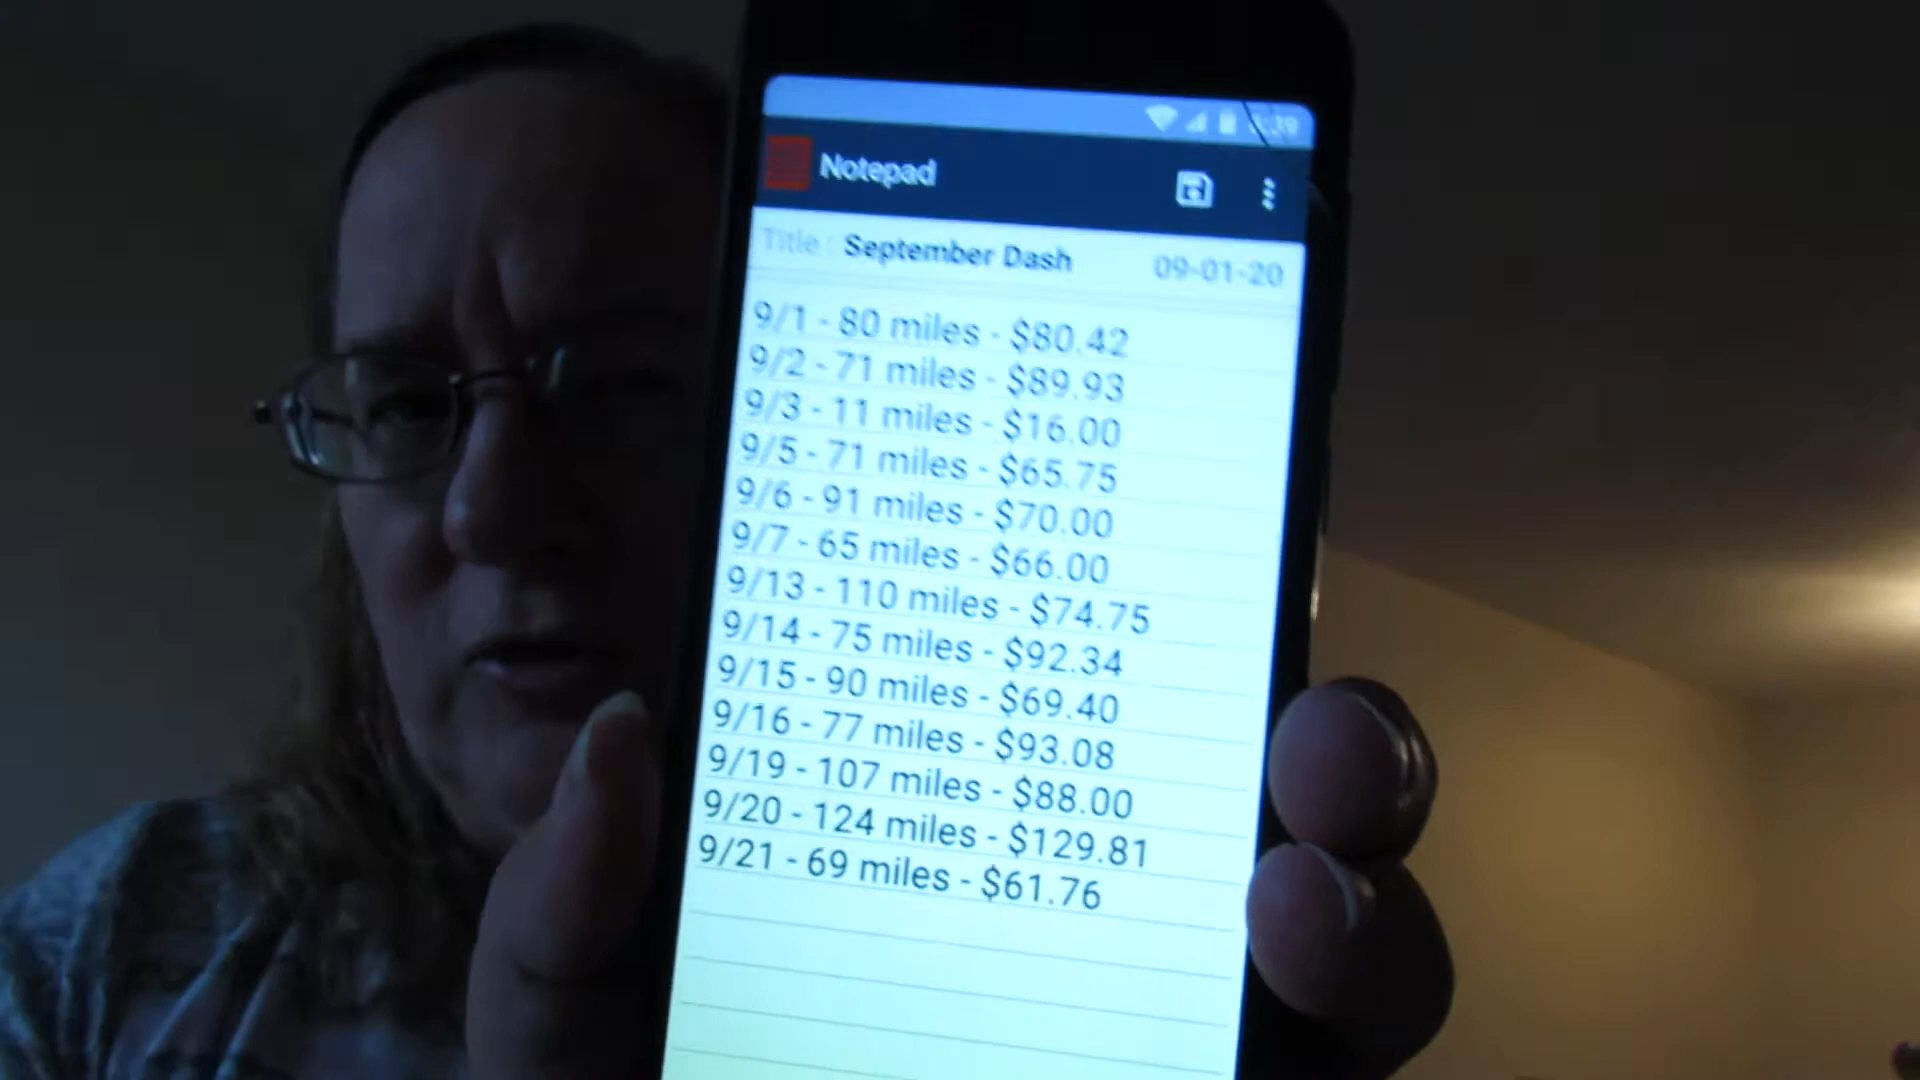 Notepad
Title : September Dash 09-01-20
9/1 - 80 miles - $80.42
9/2 - 71 miles - $89.93
9/3 - 11 miles - $16.00
9/5 - 71 miles - $65.75
9/6 - 91 miles - $70.00
9/7 - 65 miles - $66.00
9/13 - 110 miles - $74.75
9/14 - 75 miles - $92.34
9/15 - 90 miles - $69.40
9/16 - 77 miles - $93.08
9/19 - 107 miles - $88.00
9/20 - 124 miles - $129.81
9/21 - 69 miles - $61.76